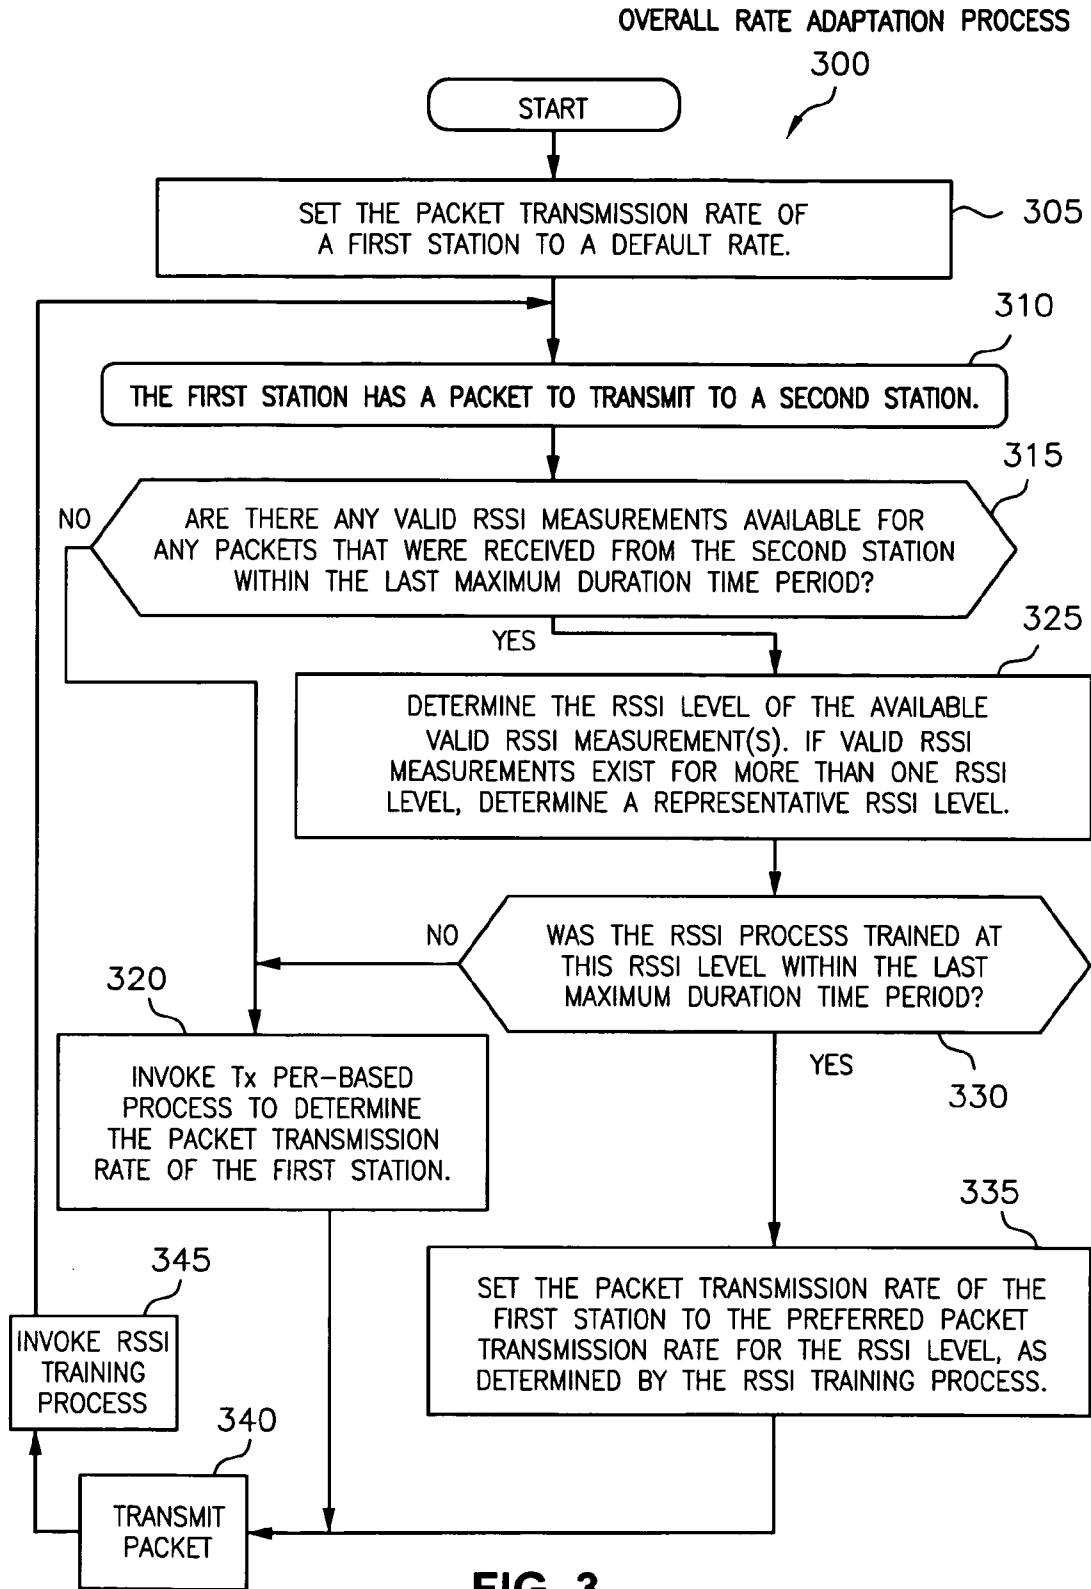 OVERALL RATE ADAPTATION PROCESS
300
START
SET THE PACKET TRANSMISSION RATE OF
A FIRST STATION TO A DEFAULT RATE.
305
310
THE FIRST STATION HAS A PACKET TO TRANSMIT TO A SECOND STATION.
315
NO
ARE THERE ANY VALID RSSI MEASUREMENTS AVAILABLE FOR
ANY PACKETS THAT WERE RECEIVED FROM THE SECOND STATION
WITHIN THE LAST MAXIMUM DURATION TIME PERIOD?
YES
325
DETERMINE THE RSSI LEVEL OF THE AVAILABLE
VALID RSSI MEASUREMENT(S). IF VALID RSSI
MEASUREMENTS EXIST FOR MORE THAN ONE RSSI
LEVEL, DETERMINE A REPRESENTATIVE RSSI LEVEL.
NO
WAS THE RSSI PROCESS TRAINED AT
THIS RSSI LEVEL WITHIN THE LAST
MAXIMUM DURATION TIME PERIOD?
330
YES
320
INVOKE Tx PER-BASED
PROCESS TO DETERMINE
THE PACKET TRANSMISSION
RATE OF THE FIRST STATION.
335
SET THE PACKET TRANSMISSION RATE OF THE
FIRST STATION TO THE PREFERRED PACKET
TRANSMISSION RATE FOR THE RSSI LEVEL, AS
DETERMINED BY THE RSSI TRAINING PROCESS.
345
INVOKE RSSI
TRAINING
PROCESS
340
TRANSMIT
PACKET
FIG. 3